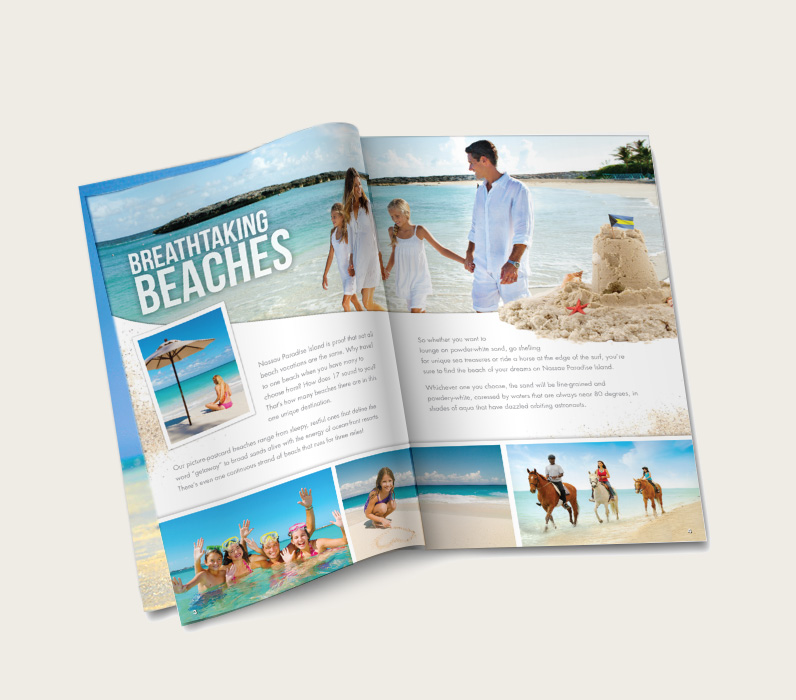 BREATHTAKING
BEACHES
Nassau Paradise Island is proof that not all
beach vacations are the same. Why travel
to one beach when you have many to
choose from? How does 17 sound to you?
That's how many beaches there are in this
one unique destination.
Our picture-postcard beaches range from sleepy, restful ones that define the
word "getaway" to broad sands alive with the energy of oceanfront resorts.
There's even one continuous strand of beach that runs for three miles!
3
So whether you want to
lounge on powder-white sand, go shelling
for unique sea treasures or ride a horse at the edge of the surf, you're
sure to find the beach of your dreams on Nassau Paradise Island.
Whichever one you choose, the sand will be fine-grained and
powdery-white, caressed by waters that are always near 80 degrees, in
shades of aqua that have dazzled orbiting astronauts.
4